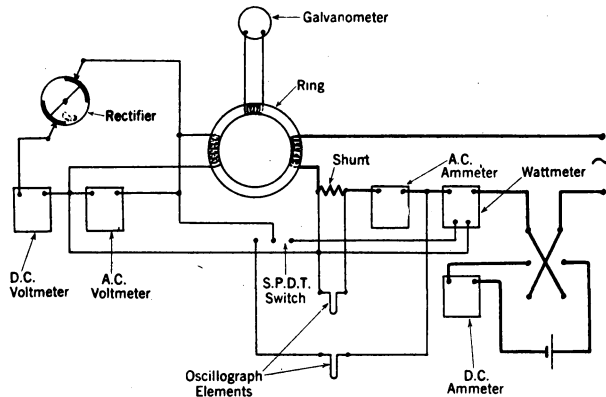 Galvanometer
Ring
Rectifier
Shunt
A.C.
Ammeter
Wattmeter
D.C.
Voltmeter
A.C.
Voltmeter
S.P.D.T.
Switch
Oscillograph
Elements
D.C.
Ammeter